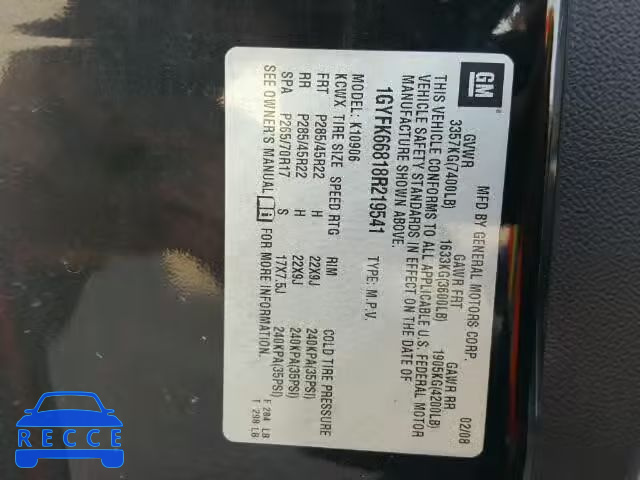 GM
MFD BY GENERAL MOTORS CORP. 02/08
GVWR GAWR FRT GAWR RR
3357KG(7400LB) 1633KG(3600LB) 1905KG(4200LB)
THIS VEHICLE CONFORMS TO ALL APPLICABLE U.S. FEDERAL MOTOR
VEHICLE SAFETY STANDARDS IN EFFECT ON THE DATE OF
MANUFACTURE SHOWN ABOVE.
1GYFK66818R219541 TYPE: M.P.V.
MODEL: K10906
KCWX TIRE SIZE SPEED RTG RIM COLD TIRE PRESSURE
FRT P285/45R22 H 22X9J 240KPA(35PSI)
RR P285/45R22 H 22X9J 240KPA(35PSI)
SPA P265/70R17 S 17X7.5J 240KPA(35PSI)
SEE OWNER'S MANUAL i FOR MORE INFORMATION.
F 284 LB
T 298 LB
RECCE